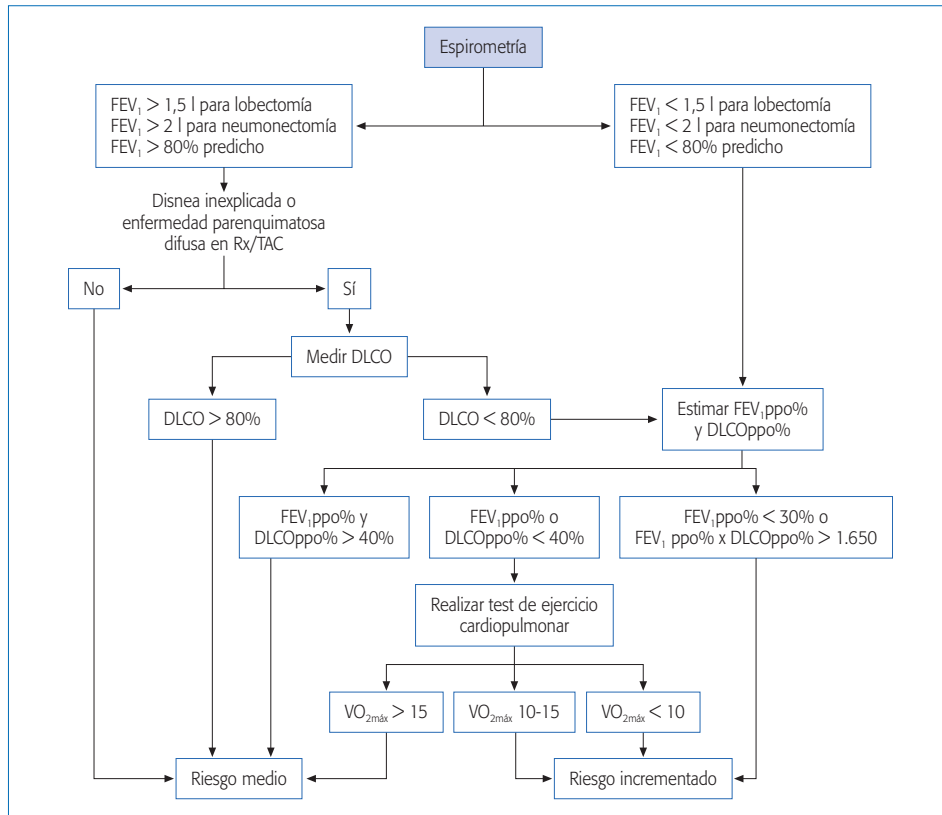 Espirometría
FEV₁ > 1,5 l para lobectomía
FEV₁ > 2 l para neumonectomía
FEV₁ > 80% predicho
FEV₁ < 1,5 l para lobectomía
FEV₁ < 2 l para neumonectomía
FEV₁ < 80% predicho
Disnea inexplicada o
enfermedad parenquimatosa
difusa en Rx/TAC
No
Sí
Medir DLCO
DLCO > 80%
DLCO < 80%
Estimar FEV₁ppo%
y DLCOppo%
FEV₁ppo% y
DLCOppo% > 40%
FEV₁ppo% o
DLCOppo% < 40%
FEV₁ppo% < 30% o
FEV₁ ppo% x DLCOppo% > 1.650
Realizar test de ejercicio
cardiopulmonar
VO₂máx > 15
VO₂máx 10-15
VO₂máx < 10
Riesgo medio
Riesgo incrementado